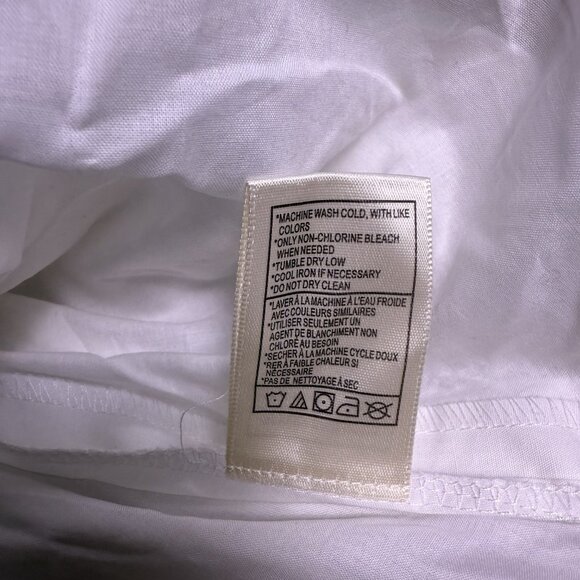 *MACHINE WASH COLD, WITH LIKE
COLORS
*ONLY NON-CHLORINE BLEACH
WHEN NEEDED
*TUMBLE DRY LOW
*COOL IRON IF NECESSARY
*DO NOT DRY CLEAN
*LAVER À LA MACHINE À L'EAU FROIDE
AVEC COULEURS SIMILAIRES
*UTILISER SEULEMENT UN
AGENT DE BLANCHIMENT NON
CHLORÉ AU BESOIN
*SECHER À LA MACHINE CYCLE DOUX
*RER À FAIBLE CHALEUR SI
NÉCESSAIRE
*PAS DE NETTOYAGE À SEC